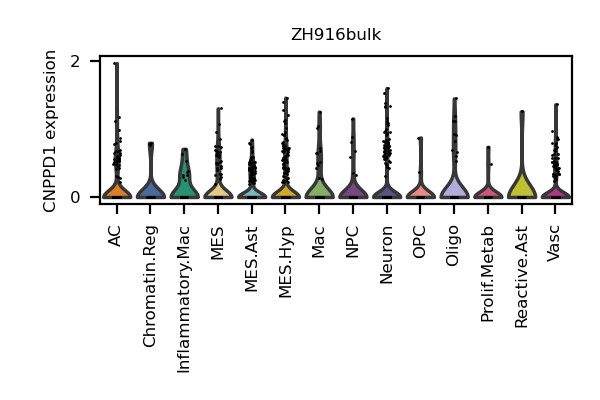 ZH916bulk
CNPPD1 expression
2
0
AC
Chromatin.Reg
Inflammatory.Mac
MES
MES.Ast
MES.Hyp
Mac
NPC
Neuron
OPC
Oligo
Prolif.Metab
Reactive.Ast
Vasc